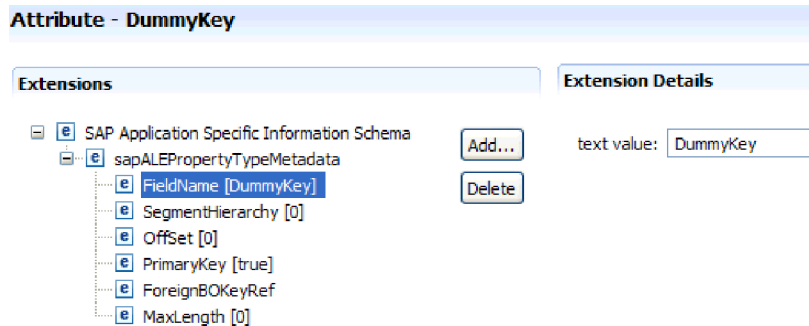 Attribute - DummyKey
Extensions
Extension Details
SAP Application Specific Information Schema
Add...
text value: DummyKey
sapALEPropertyTypeMetadata
FieldName [DummyKey]
Delete
SegmentHierarchy [0]
OffSet [0]
PrimaryKey [true]
ForeignBOKeyRef
MaxLength [0]